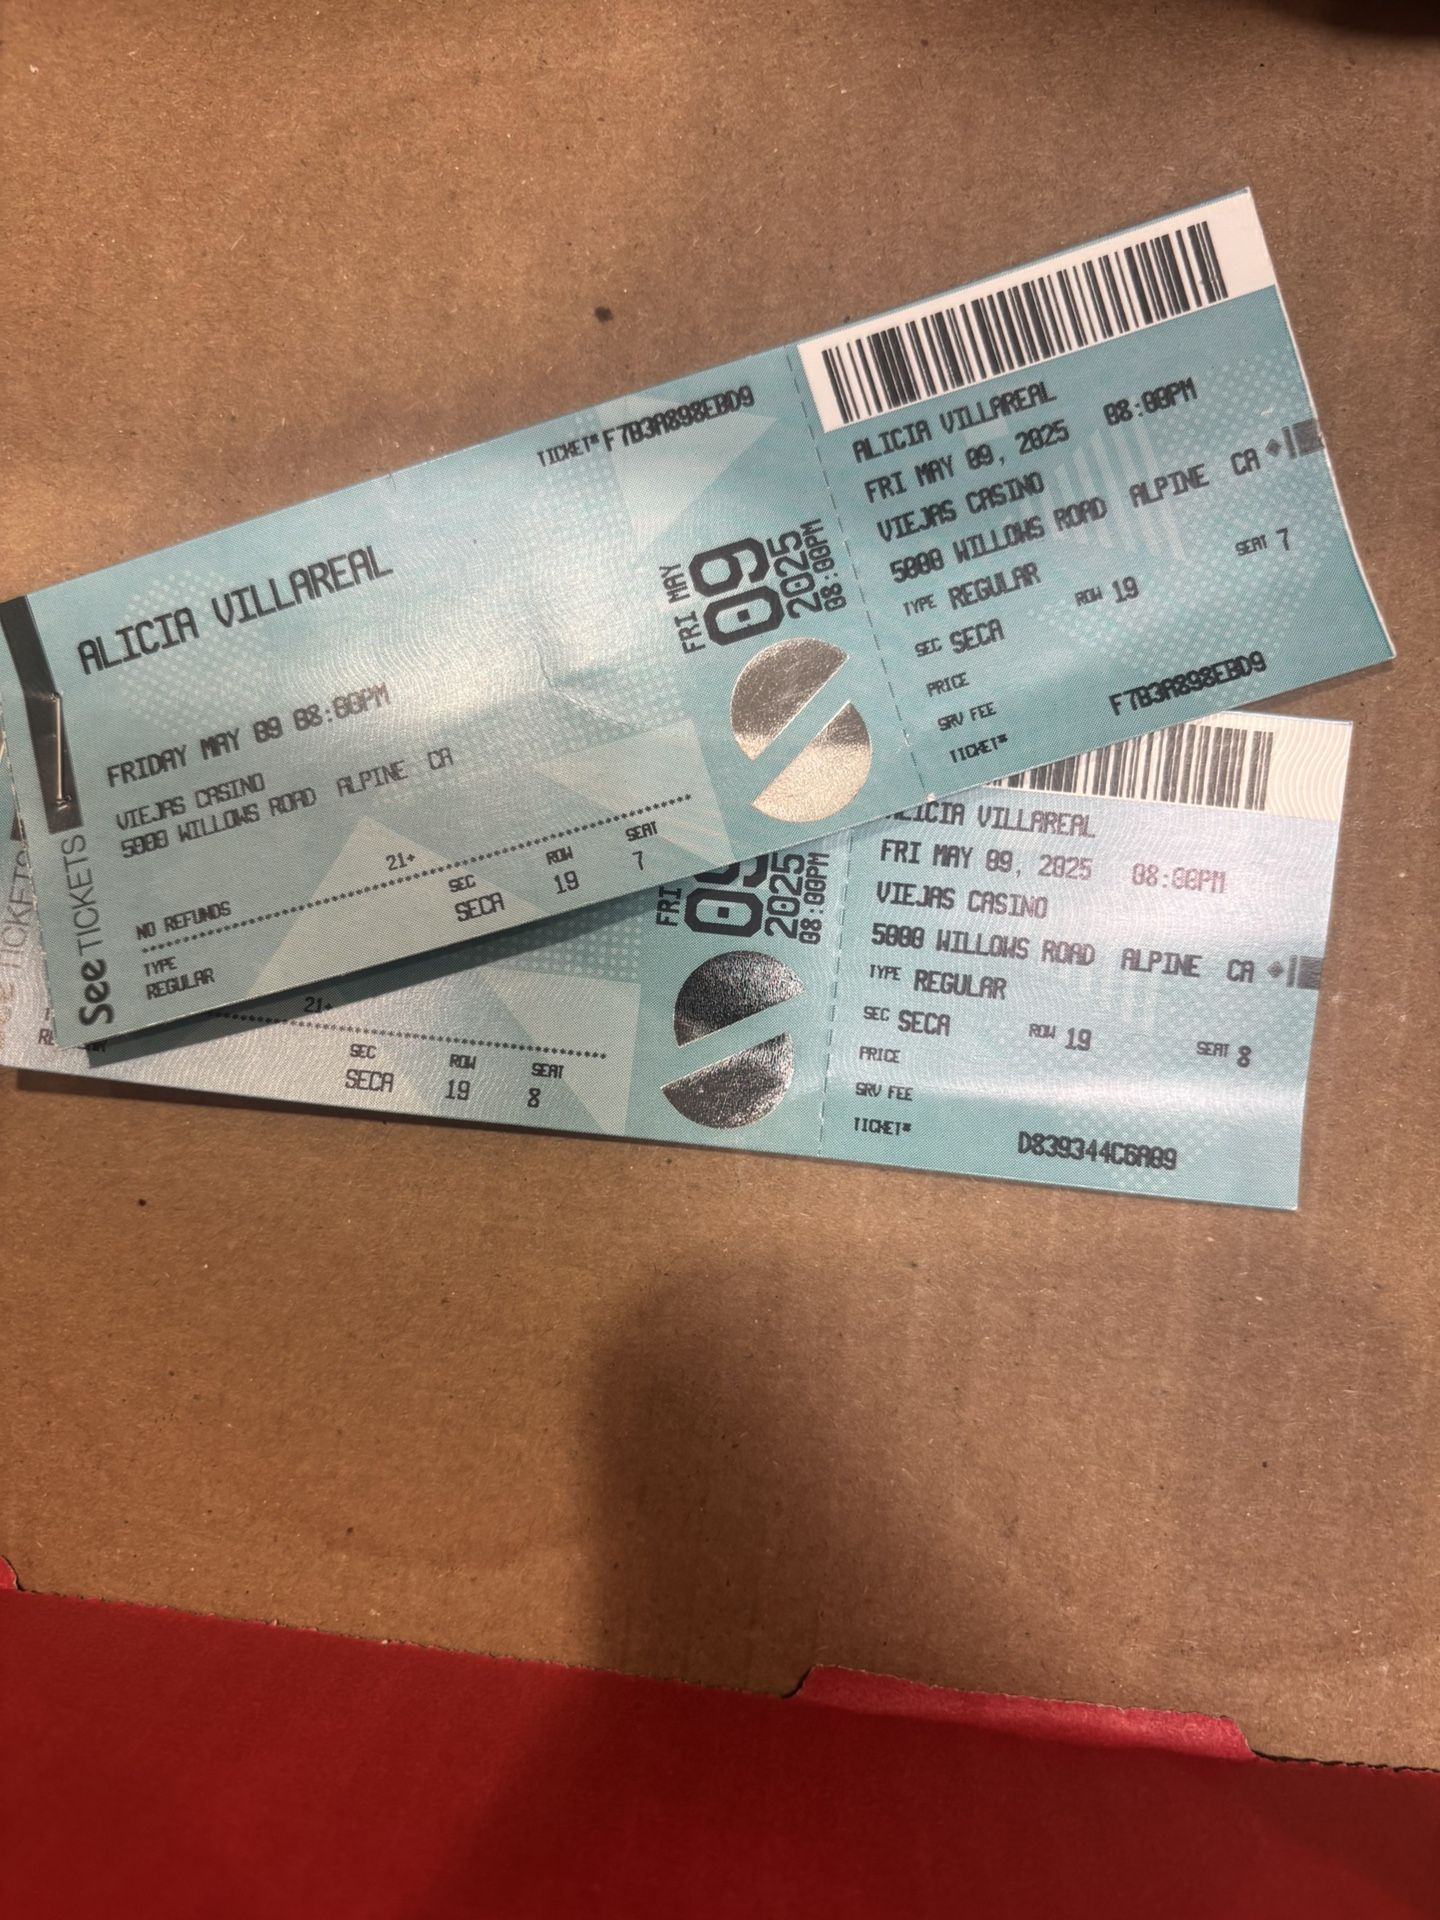 TICKET# F7B3A898EBD9
ALICIA VILLAREAL
FRIDAY MAY 09 08:00PM
VIEJAS CASINO
5000 WILLOWS ROAD ALPINE CA
21+
NO REFUNDS
TYPE SEC ROW SEAT
REGULAR SECA 19 7
See TICKETS
FRI MAY
09
2025
08:00PM
ALICIA VILLAREAL
FRI MAY 09, 2025 08:00PM
VIEJAS CASINO
5000 WILLOWS ROAD ALPINE CA
TYPE REGULAR
SEC SECA ROW 19 SEAT 7
PRICE
SRV FEE
TICKET# F7B3A898EBD9
TICKETS
21+
SEC ROW SEAT
SECA 19 8
FRI
09
2025
08:00PM
ALICIA VILLAREAL
FRI MAY 09, 2025 08:00PM
VIEJAS CASINO
5000 WILLOWS ROAD ALPINE CA
TYPE REGULAR
SEC SECA ROW 19 SEAT 8
PRICE
SRV FEE
TICKET# D839344C6A09